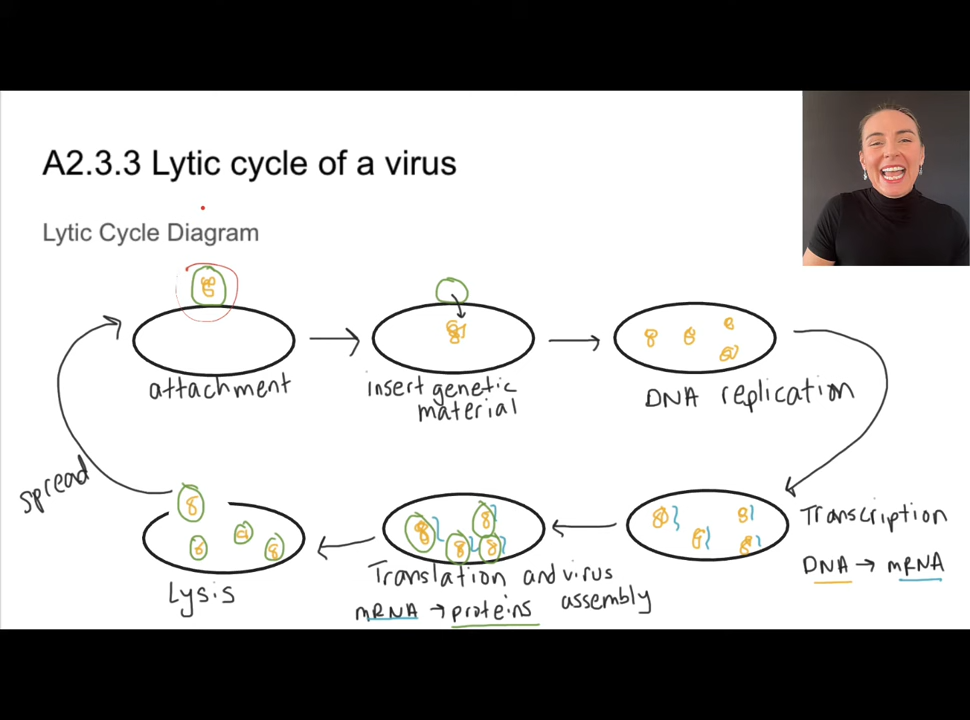 A2.3.3 Lytic cycle of a virus
Lytic Cycle Diagram
attachment
insert genetic
material
DNA replication
Transcription
DNA → mRNA
Translation and virus
assembly
mRNA → proteins
Lysis
spread